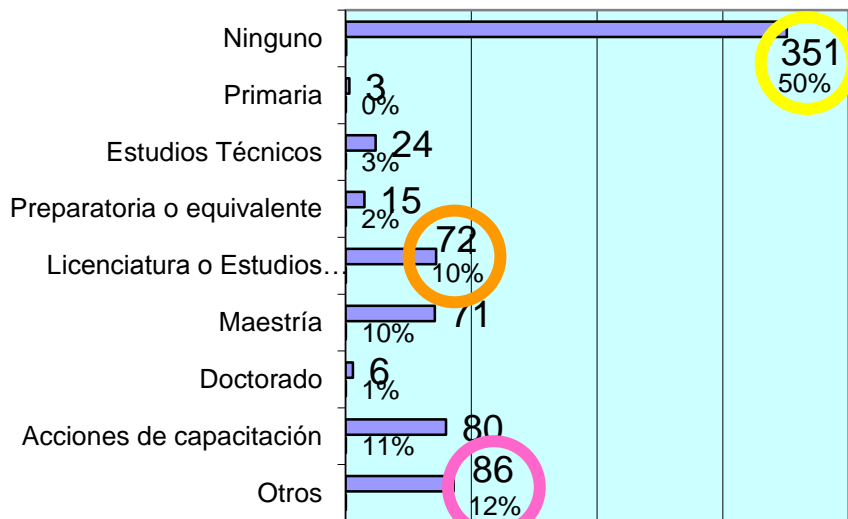 Ninguno
351
50%
Primaria
3
0%
Estudios Técnicos
24
3%
Preparatoria o equivalente
15
2%
Licenciatura o Estudios…
72
10%
Maestría
71
10%
Doctorado
6
1%
Acciones de capacitación
80
11%
Otros
86
12%